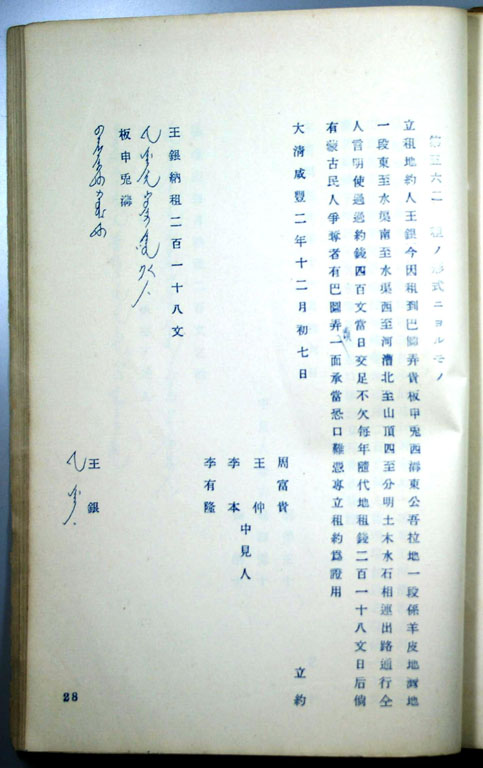 租ノ形式ニヨルモノ
立租地約人王銀今因租到巴圖弄貴板申兎西溝東公吾拉地一段係羊皮地溝地
一段東至水渠南至水渠西至河漕北至山頂四至分明土木水石相連出路通行仝
人言明使過過約錢四百文當日交足不欠每年隨代地租錢二百一十八文日后倘
有蒙古民人爭奪者有巴圖弄一面承當恐口難憑專立租約爲證用
大清咸豐二年十二月初七日
立約
周富貴
王仲
李本
中見人
李有隆
王銀納租二百一十八文
板申兎溝
王銀
28